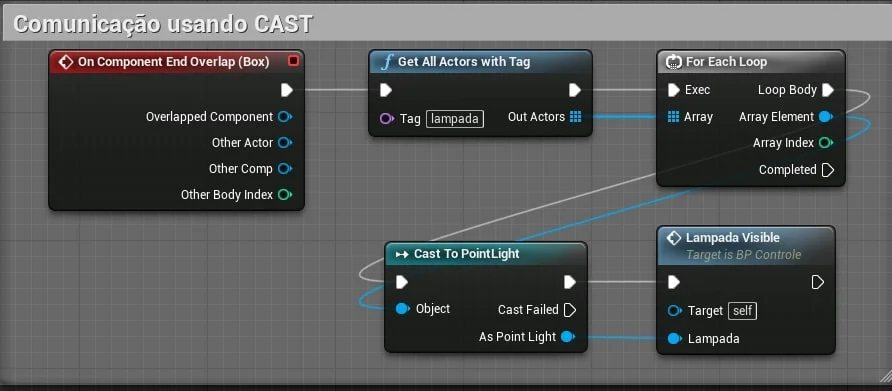 Comunicação usando CAST
On Component End Overlap (Box)
Overlapped Component
Other Actor
Other Comp
Other Body Index
Get All Actors with Tag
Tag lampada
Out Actors
For Each Loop
Exec
Loop Body
Array
Array Element
Array Index
Completed
Cast To PointLight
Object
Cast Failed
As Point Light
Lampada Visible
Target is BP Controle
Target self
Lampada